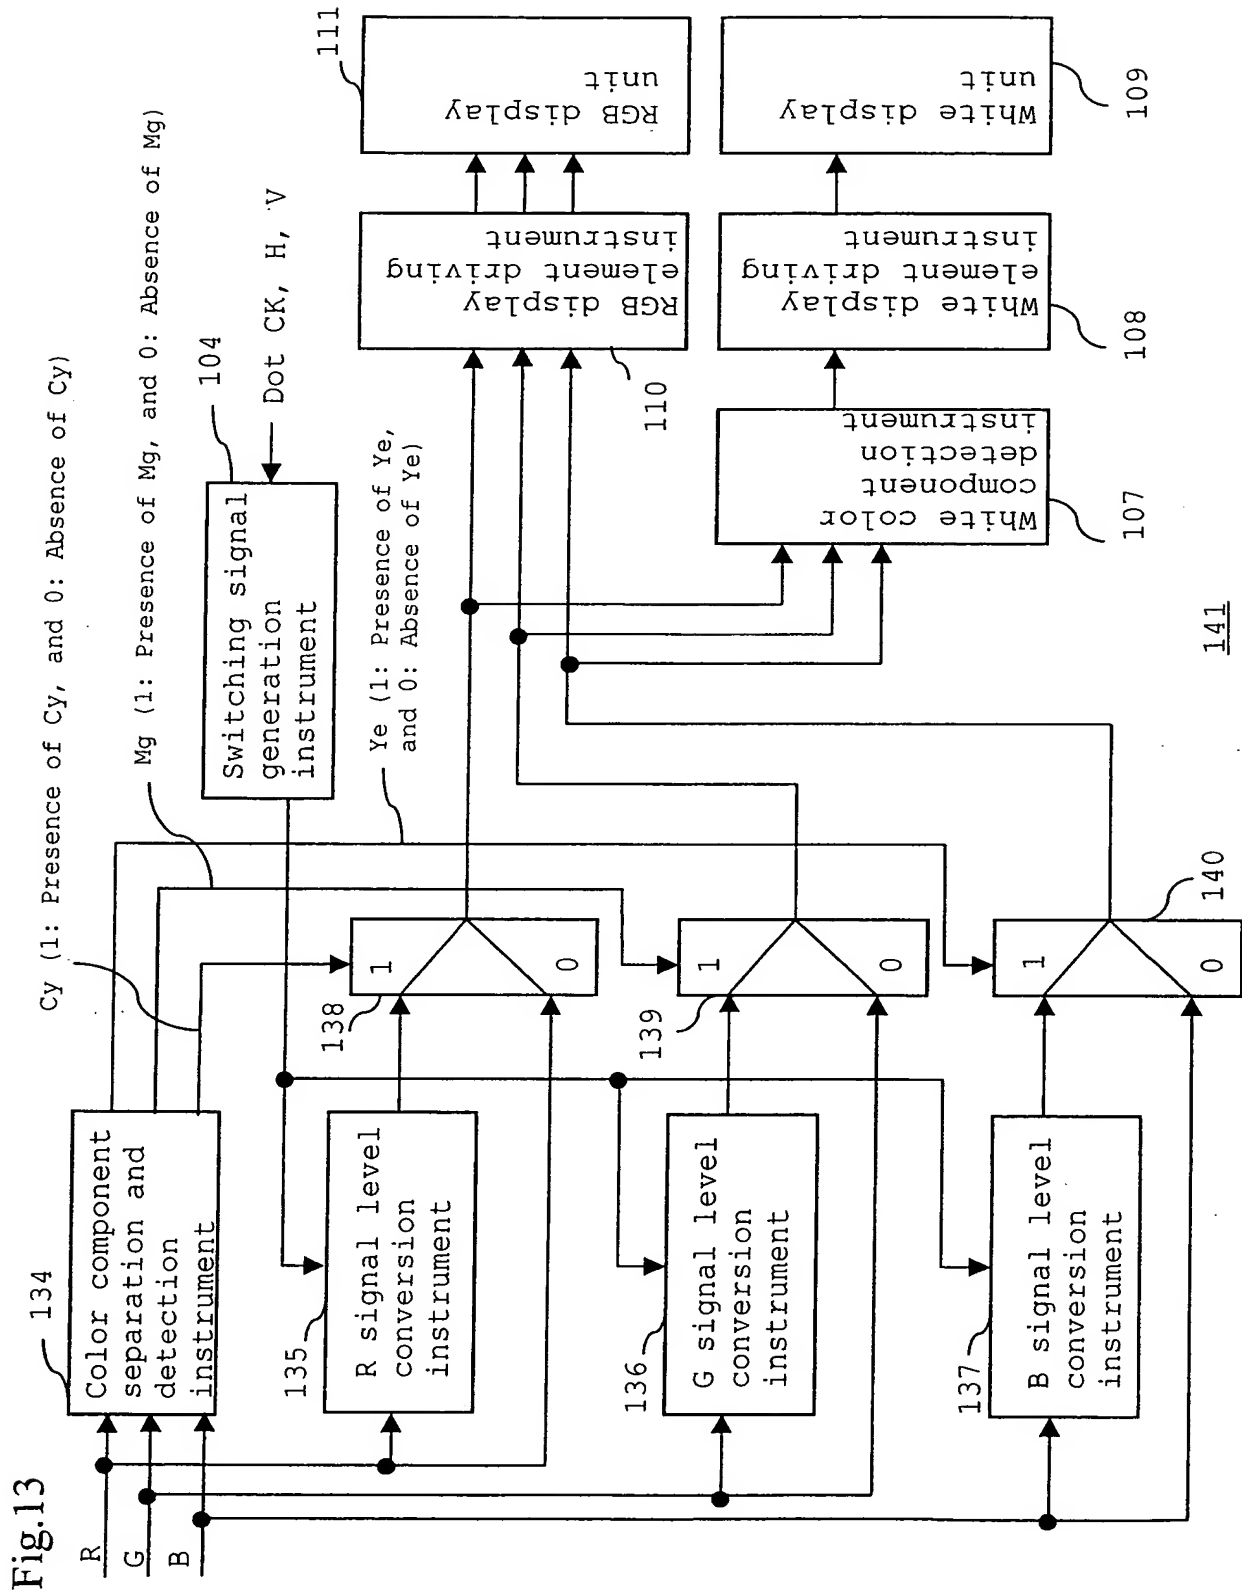 Fig.13
R
G
B
134
Color component
separation and
detection
instrument
Cy (1: Presence of Cy, and 0: Absence of Cy)
Mg (1: Presence of Mg, and 0: Absence of Mg)
104
Switching signal
generation
instrument
Dot CK, H, V
Ye (1: Presence of Ye,
and 0: Absence of Ye)
135
R signal level
conversion
instrument
138
1
0
136
G signal level
conversion
instrument
139
1
0
137
B signal level
conversion
instrument
140
1
0
110
RGB display
element driving
instrument
111
RGB display
unit
107
White color
component
detection
instrument
108
White display
element driving
instrument
109
White display
unit
141